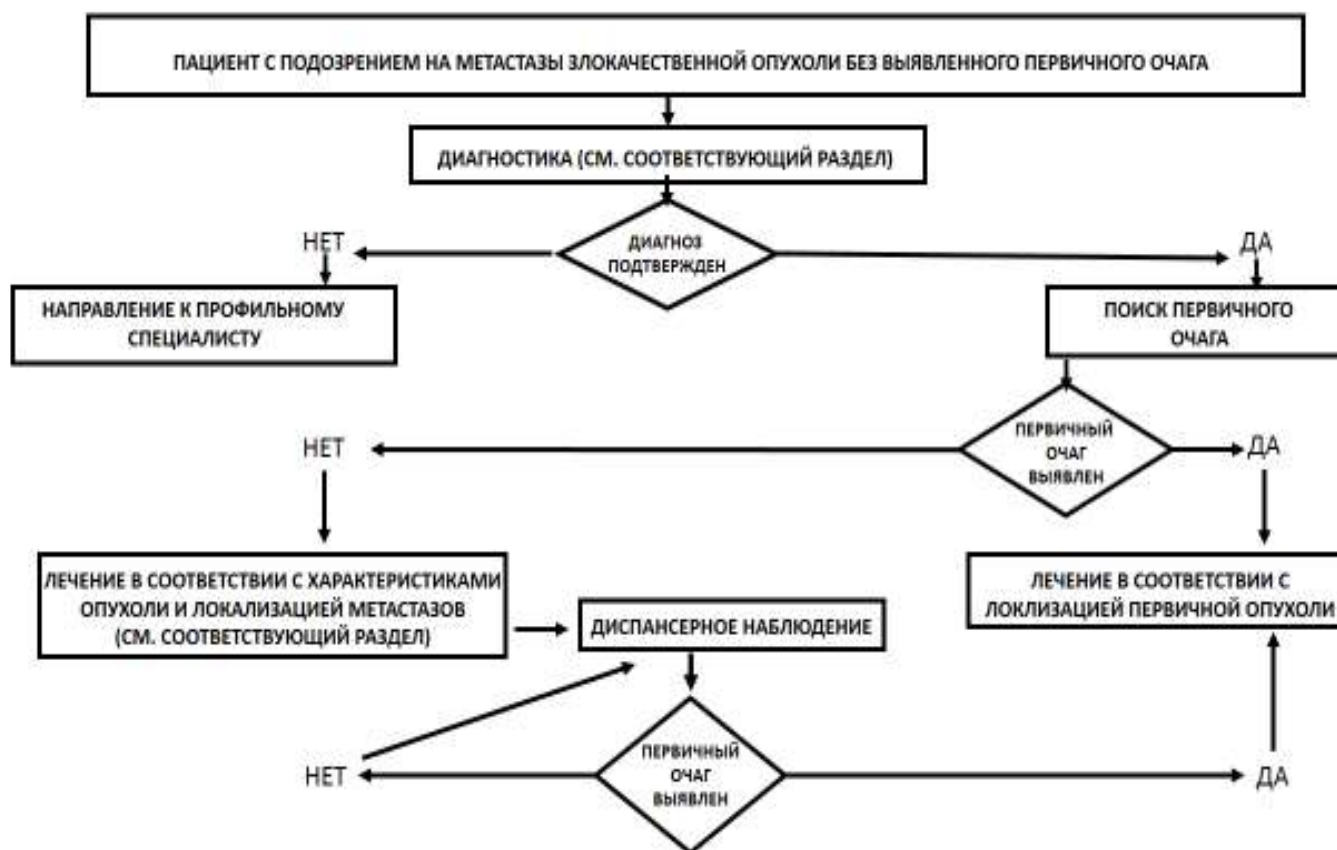 ПАЦИЕНТ С ПОДОЗРЕНИЕМ НА МЕТАСТАЗЫ ЗЛОКАЧЕСТВЕННОЙ ОПУХОЛИ БЕЗ ВЫЯВЛЕННОГО ПЕРВИЧНОГО ОЧАГА
ДИАГНОСТИКА (СМ. СООТВЕТСТВУЮЩИЙ РАЗДЕЛ)
ДИАГНОЗ
ПОДТВЕРЖДЕН
НЕТ
ДА
НАПРАВЛЕНИЕ К ПРОФИЛЬНОМУ
СПЕЦИАЛИСТУ
ПОИСК ПЕРВИЧНОГО
ОЧАГА
ПЕРВИЧНЫЙ
ОЧАГ
ВЫЯВЛЕН
НЕТ
ДА
ЛЕЧЕНИЕ В СООТВЕТСТВИИ С ХАРАКТЕРИСТИКАМИ
ОПУХОЛИ И ЛОКАЛИЗАЦИЕЙ МЕТАСТАЗОВ
(СМ. СООТВЕТСТВУЮЩИЙ РАЗДЕЛ)
ДИСПАНСЕРНОЕ НАБЛЮДЕНИЕ
ЛЕЧЕНИЕ В СООТВЕТСТВИИ С
ЛОКЛИЗАЦИЕЙ ПЕРВИЧНОЙ ОПУХОЛИ
ПЕРВИЧНЫЙ
ОЧАГ
ВЫЯВЛЕН
НЕТ
ДА